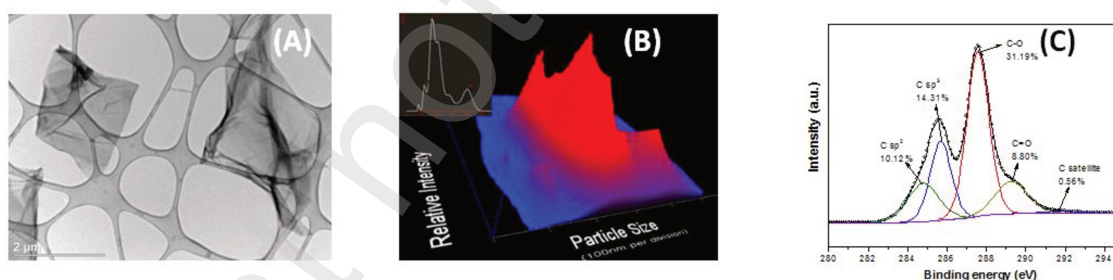 (A)
2 µm
(B)
Relative Intensity
Particle Size
(100nm per division)
(C)
Intensity (a.u.)
C-O
31.19%
C sp³
14.31%
C sp²
10.12%
C=O
8.80%
C satellite
0.56%
280 282 284 286 288 290 292 294
Binding energy (eV)